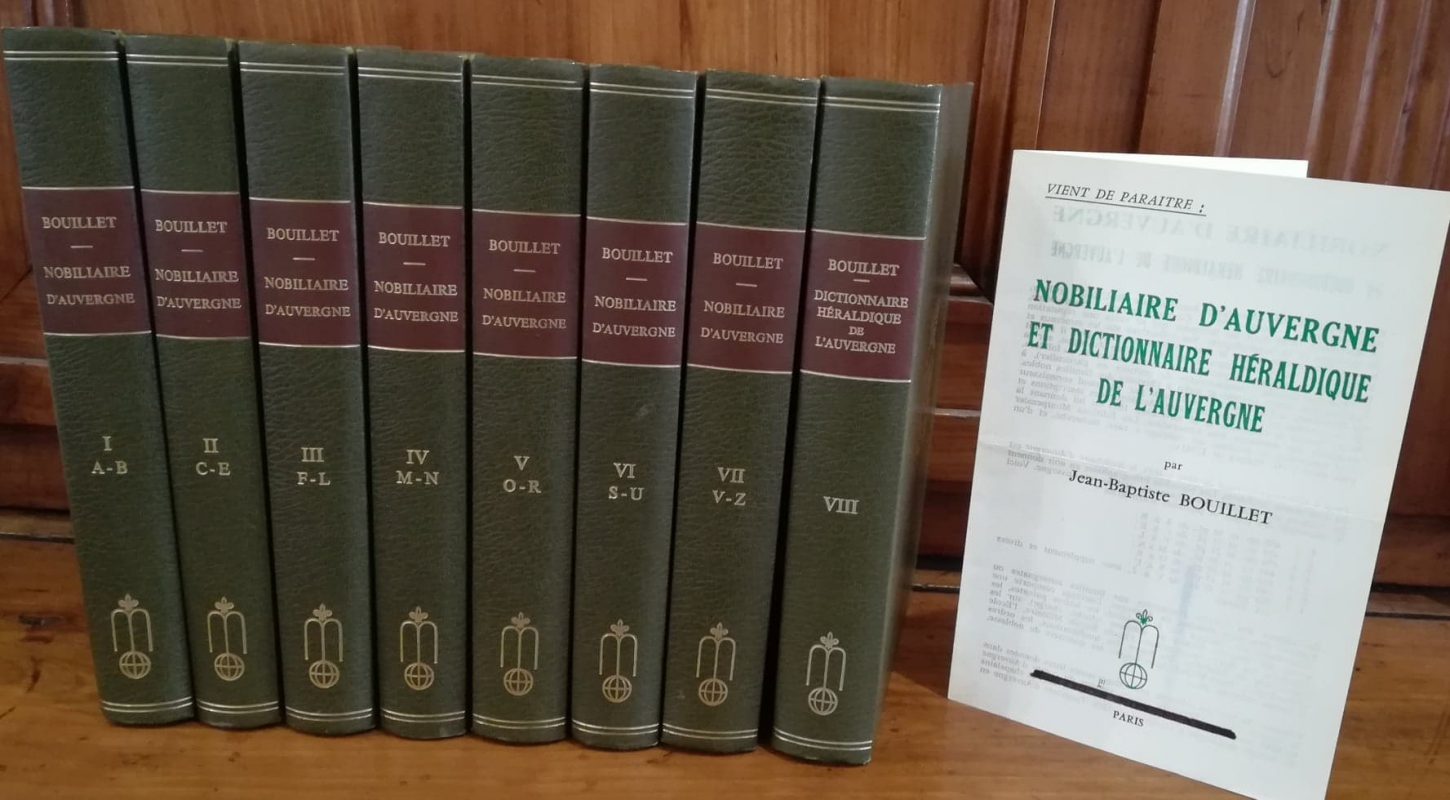 BOUILLET
NOBILIAIRE
D'AUVERGNE
I
A-B
BOUILLET
NOBILIAIRE
D'AUVERGNE
II
C-E
BOUILLET
NOBILIAIRE
D'AUVERGNE
III
F-L
BOUILLET
NOBILIAIRE
D'AUVERGNE
IV
M-N
BOUILLET
NOBILIAIRE
D'AUVERGNE
V
O-R
BOUILLET
NOBILIAIRE
D'AUVERGNE
VI
S-U
BOUILLET
NOBILIAIRE
D'AUVERGNE
VII
V-Z
BOUILLET
DICTIONNAIRE
HÉRALDIQUE
DE
L'AUVERGNE
VIII
VIENT DE PARAITRE :
NOBILIAIRE D'AUVERGNE
ET DICTIONNAIRE HÉRALDIQUE
DE L'AUVERGNE
par
Jean-Baptiste BOUILLET
PARIS